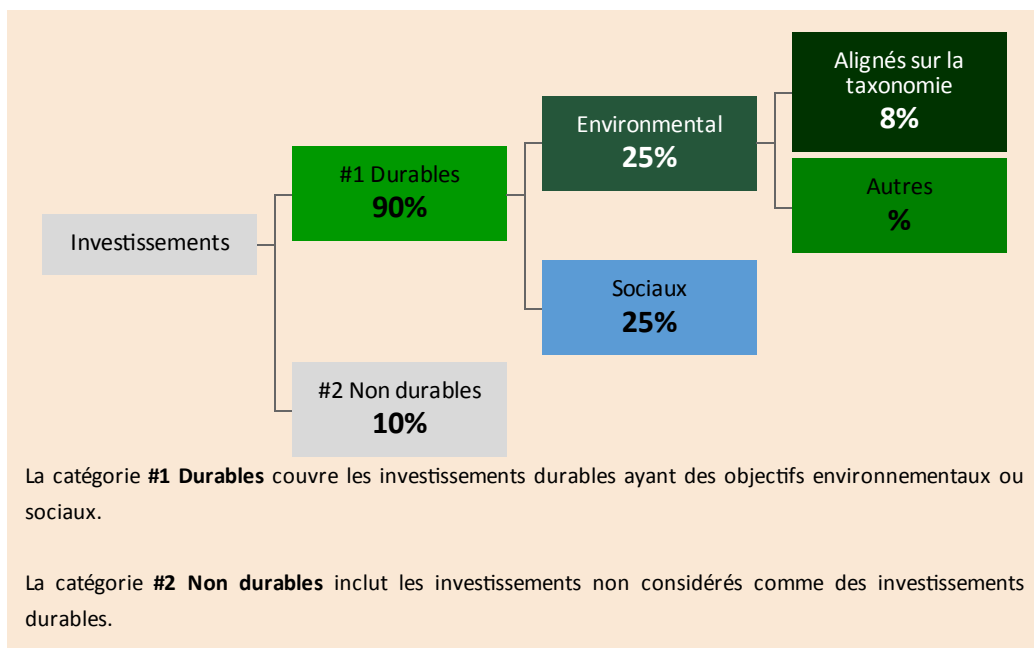 Alignés sur la
taxonomie
8%
Environmental
25%
#1 Durables
90%
Autres
%
Investissements
Sociaux
25%
#2 Non durables
10%
La catégorie #1 Durables couvre les investissements durables ayant des objectifs environnementaux ou
sociaux.
La catégorie #2 Non durables inclut les investissements non considérés comme des investissements
durables.